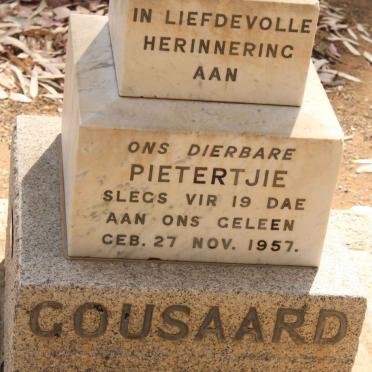 IN LIEFDEVOLLE
HERINNERING
AAN
ONS DIERBARE
PIETERTJIE
SLEGS VIR 19 DAE
AAN ONS GELEEN
GEB. 27 NOV. 1957.
GOUSAARD